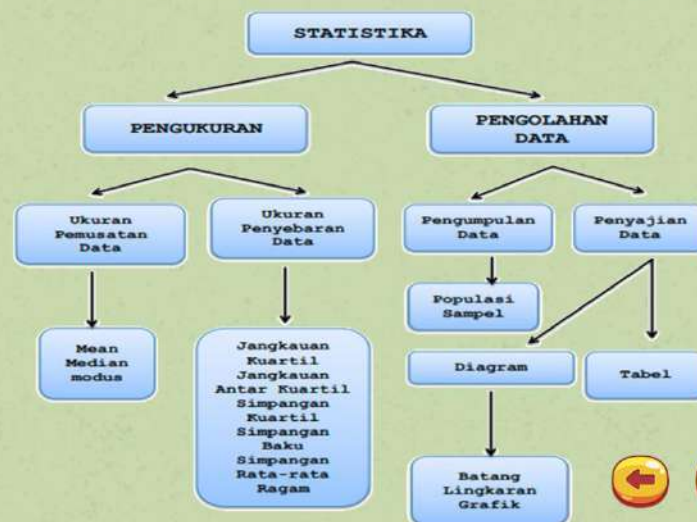 STATISTIKA
PENGUKURAN
PENGOLAHAN
DATA
Ukuran
Pemusatan
Data
Ukuran
Penyebaran
Data
Pengumpulan
Data
Penyajian
Data
Populasi
Sampel
Mean
Median
modus
Jangkauan
Kuartil
Jangkauan
Antar Kuartil
Simpangan
Kuartil
Simpangan
Baku
Simpangan
Rata-rata
Ragam
Diagram
Tabel
Batang
Lingkaran
Grafik